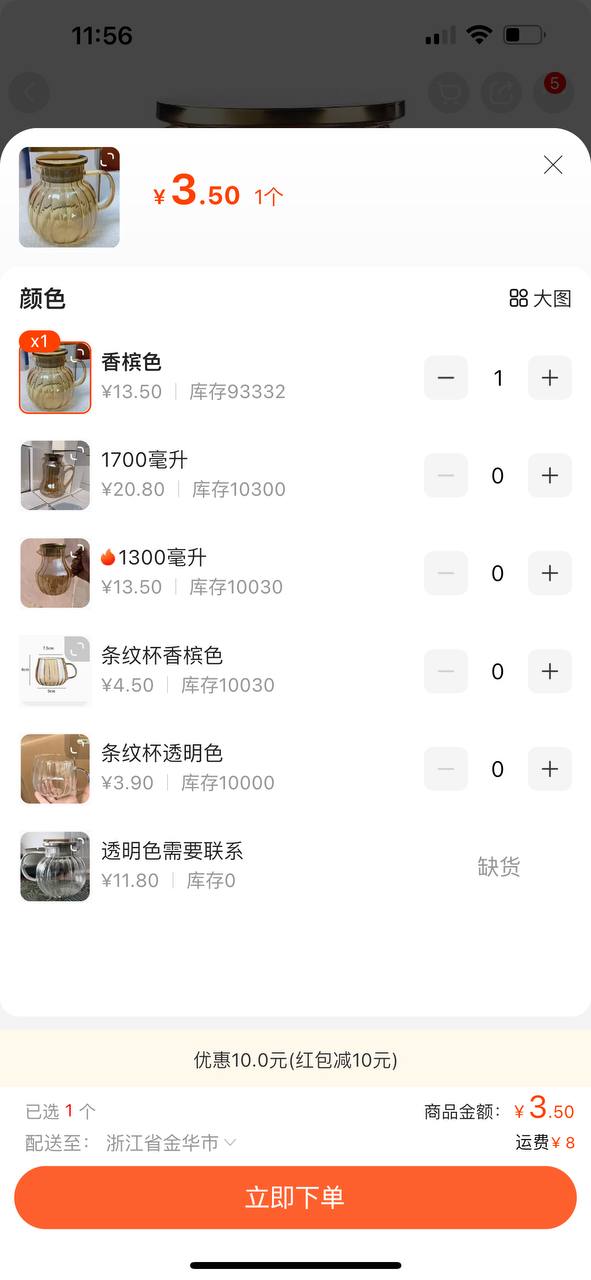 11:56
5
¥3.50 1个
颜色
大图
x1
香槟色
1
¥13.50 库存93332
1700毫升
0
¥20.80 库存10300
1300毫升
0
¥13.50 库存10030
条纹杯香槟色
0
¥4.50 库存10030
条纹杯透明色
0
¥3.90 库存10000
透明色需要联系
缺货
¥11.80 库存0
优惠10.0元(红包减10元)
已选 1 个 商品金额: ¥3.50
配送至: 浙江省金华市 运费¥8
立即下单